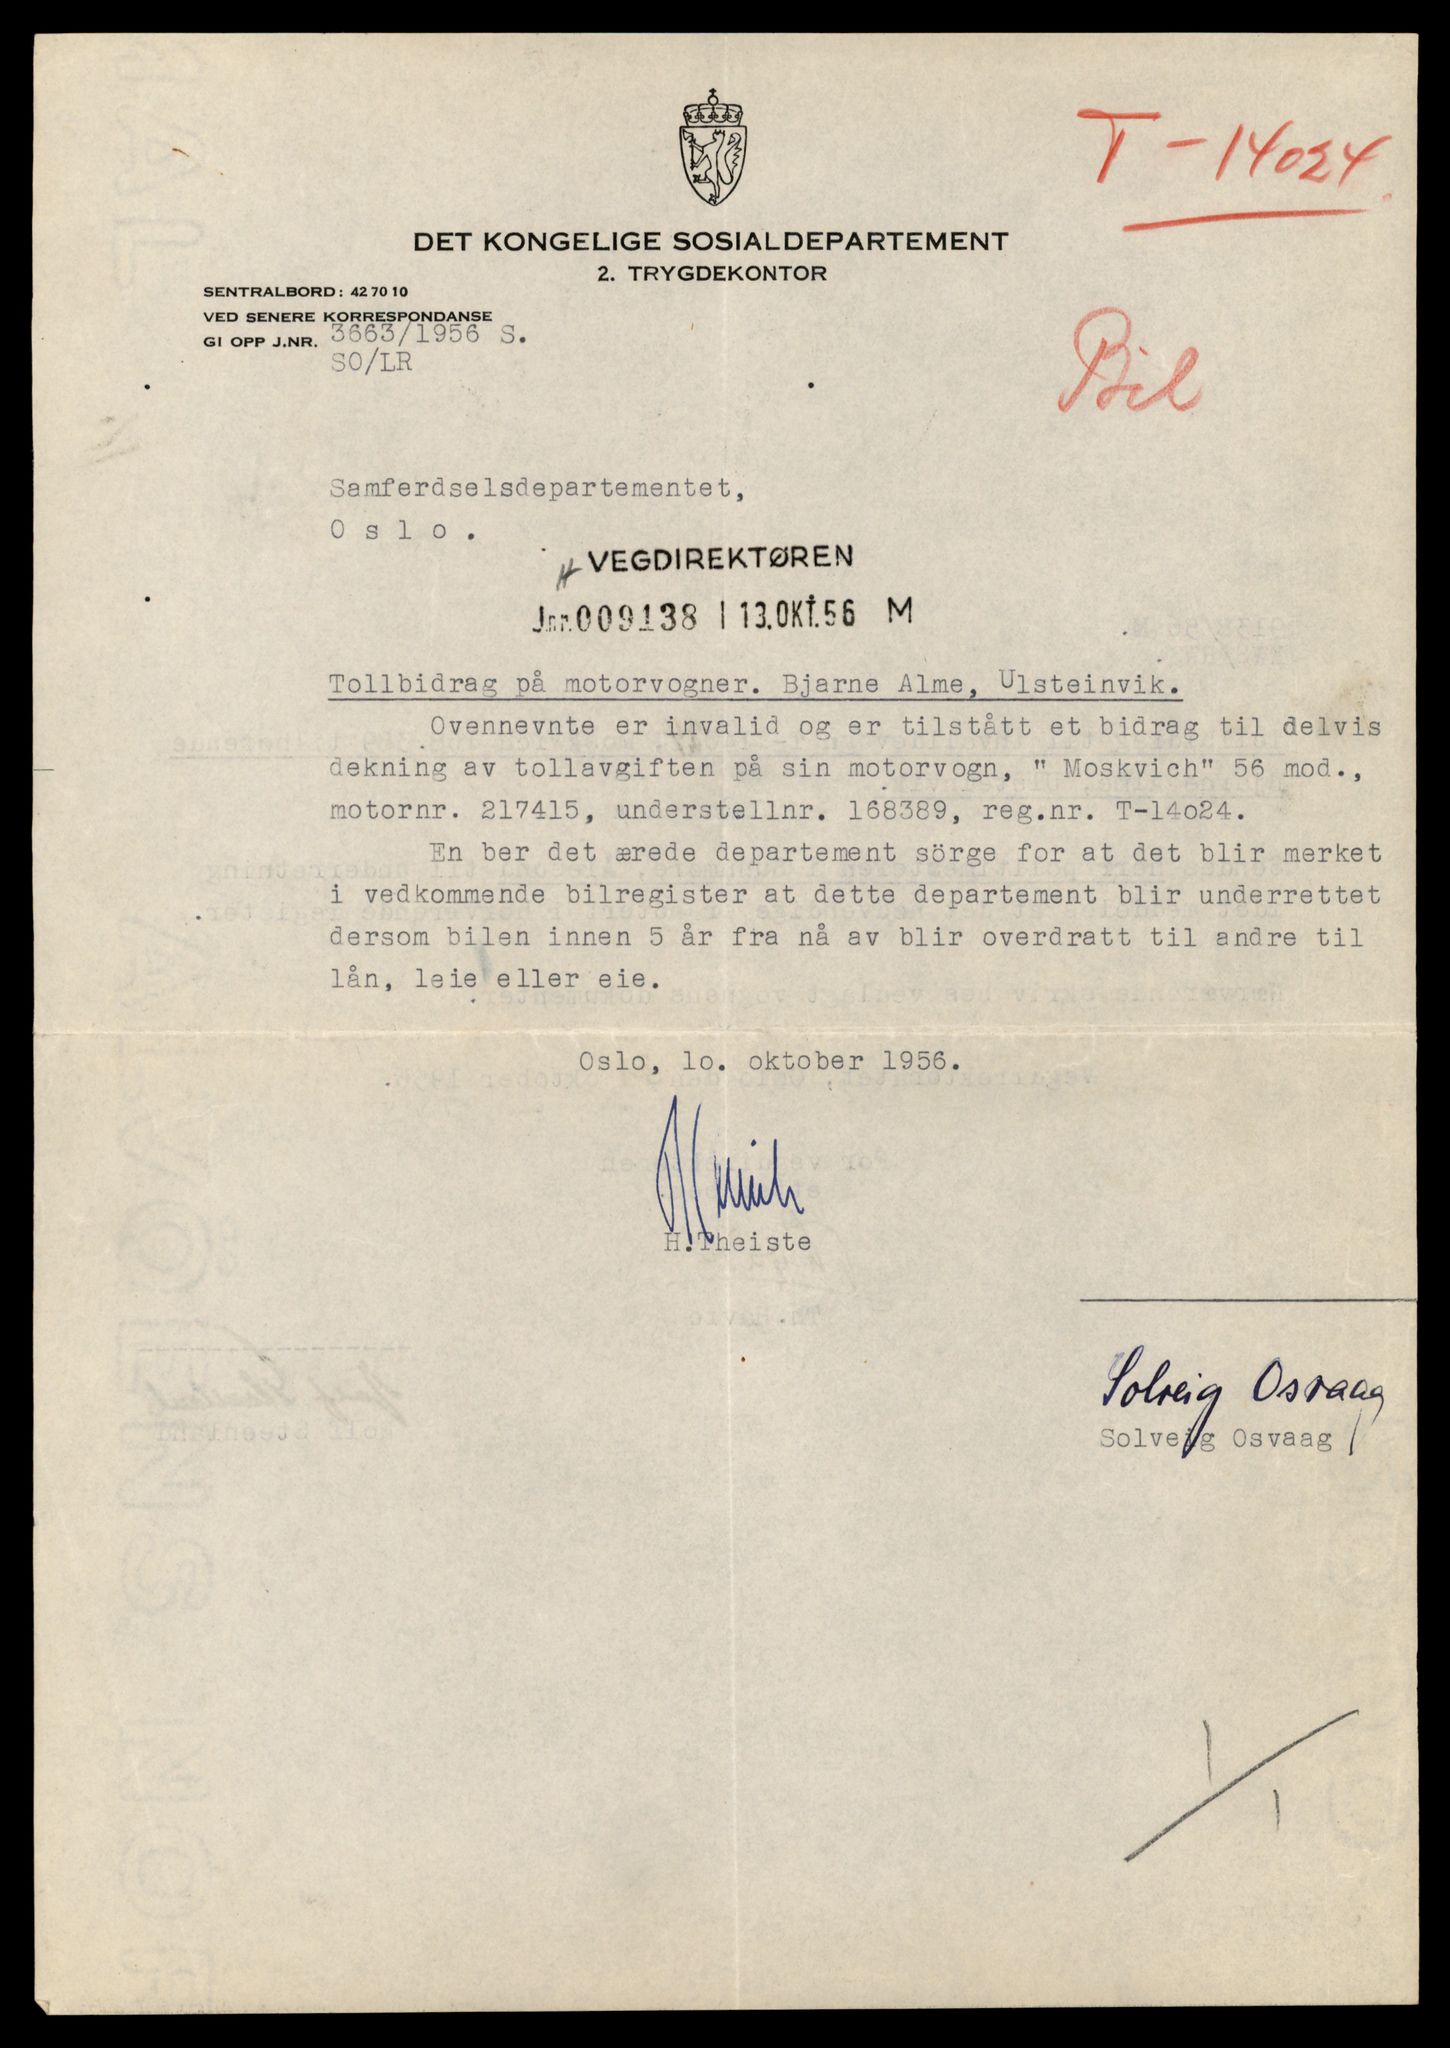 T - 14024
DET KONGELIGE SOSIALDEPARTEMENT
2. TRYGDEKONTOR
SENTRALBORD: 42 70 10
VED SENERE KORRESPONDANSE
GI OPP J.NR. 3663/1956 S.
SO/LR
Bil
Samferdselsdepartementet,
O s l o .
VEGDIREKTØREN
Jnr. 009138 | 13.OKT.56 M
Tollbidrag på motorvogner. Bjarne Alme, Ulsteinvik.
Ovennevnte er invalid og er tilstått et bidrag til delvis
dekning av tollavgiften på sin motorvogn, " Moskvich" 56 mod.,
motornr. 217415, understellnr. 168389, reg.nr. T-14o24.
En ber det ærede departement sörge for at det blir merket
i vedkommende bilregister at dette departement blir underrettet
dersom bilen innen 5 år fra nå av blir overdratt til andre til
lån, leie eller eie.
Oslo, lo. oktober 1956.
H.Theiste
Solveig Osvaag
Solveig Osvaag